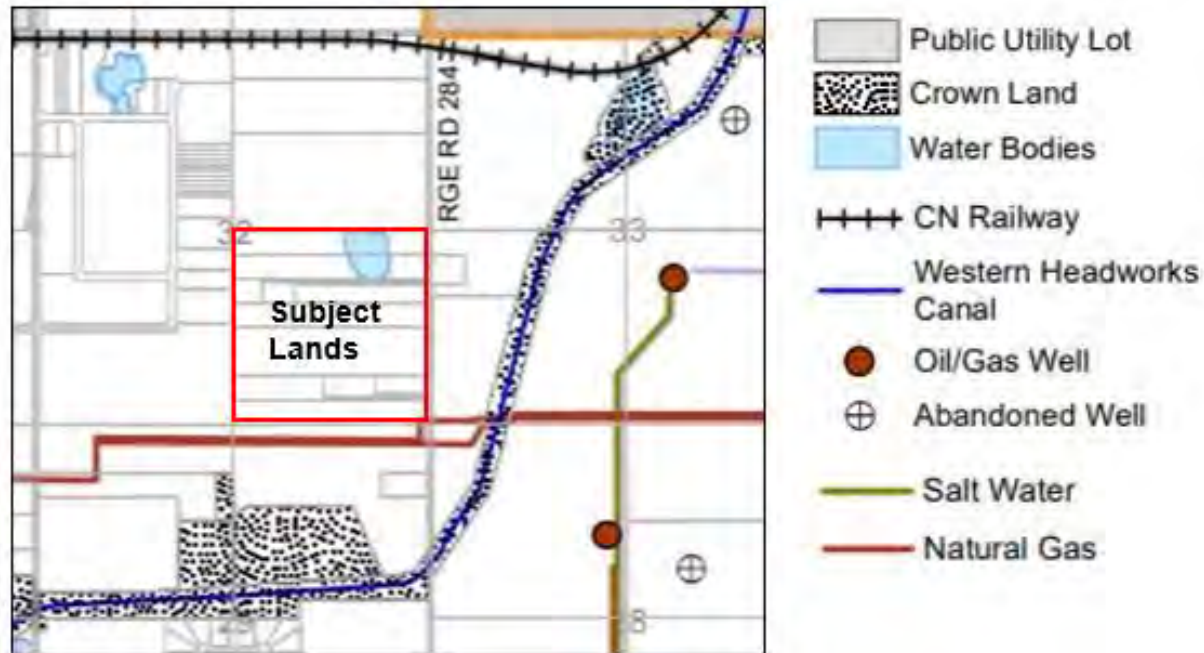 RGE RD 284
32
33
Subject
Lands
Public Utility Lot
Crown Land
Water Bodies
CN Railway
Western Headworks
Canal
Oil/Gas Well
Abandoned Well
Salt Water
Natural Gas